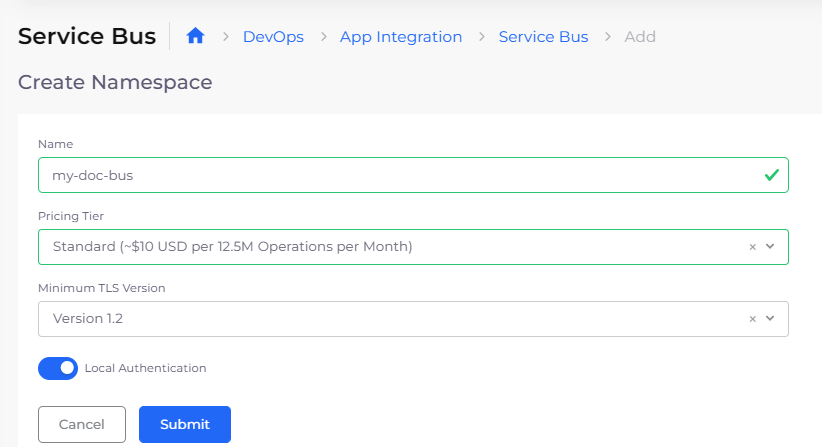 Service Bus > DevOps > App Integration > Service Bus > Add
Create Namespace
Name
my-doc-bus
Pricing Tier
Standard (~$10 USD per 12.5M Operations per Month) ×
Minimum TLS Version
Version 1.2 ×
Local Authentication
Cancel Submit